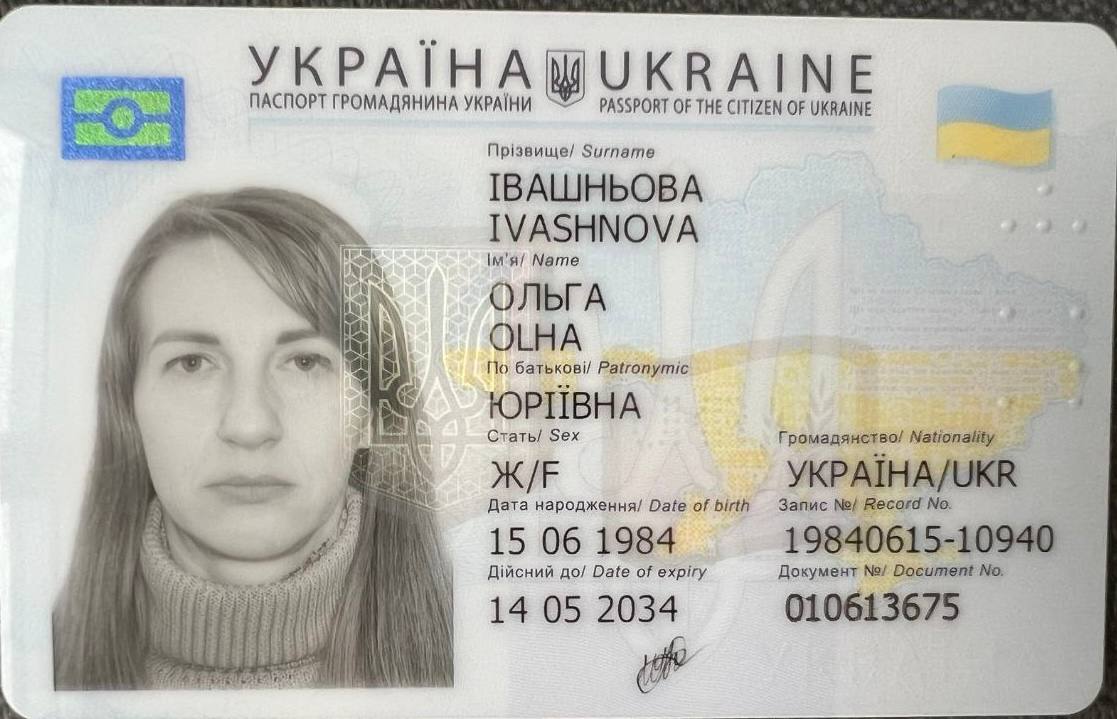 УКРАЇНА UKRAINE
ПАСПОРТ ГРОМАДЯНИНА УКРАЇНИ PASSPORT OF THE CITIZEN OF UKRAINE
Прізвище/ Surname
ІВАШНЬОВА
IVASHNOVA
Ім'я/ Name
ОЛЬГА
OLHA
По батькові/ Patronymic
ЮРІЇВНА
Стать/ Sex
Ж/F
Громадянство/ Nationality
УКРАЇНА/UKR
Дата народження/ Date of birth
15 06 1984
Запис №/ Record No.
19840615-10940
Дійсний до/ Date of expiry
14 05 2034
Документ №/ Document No.
010613675